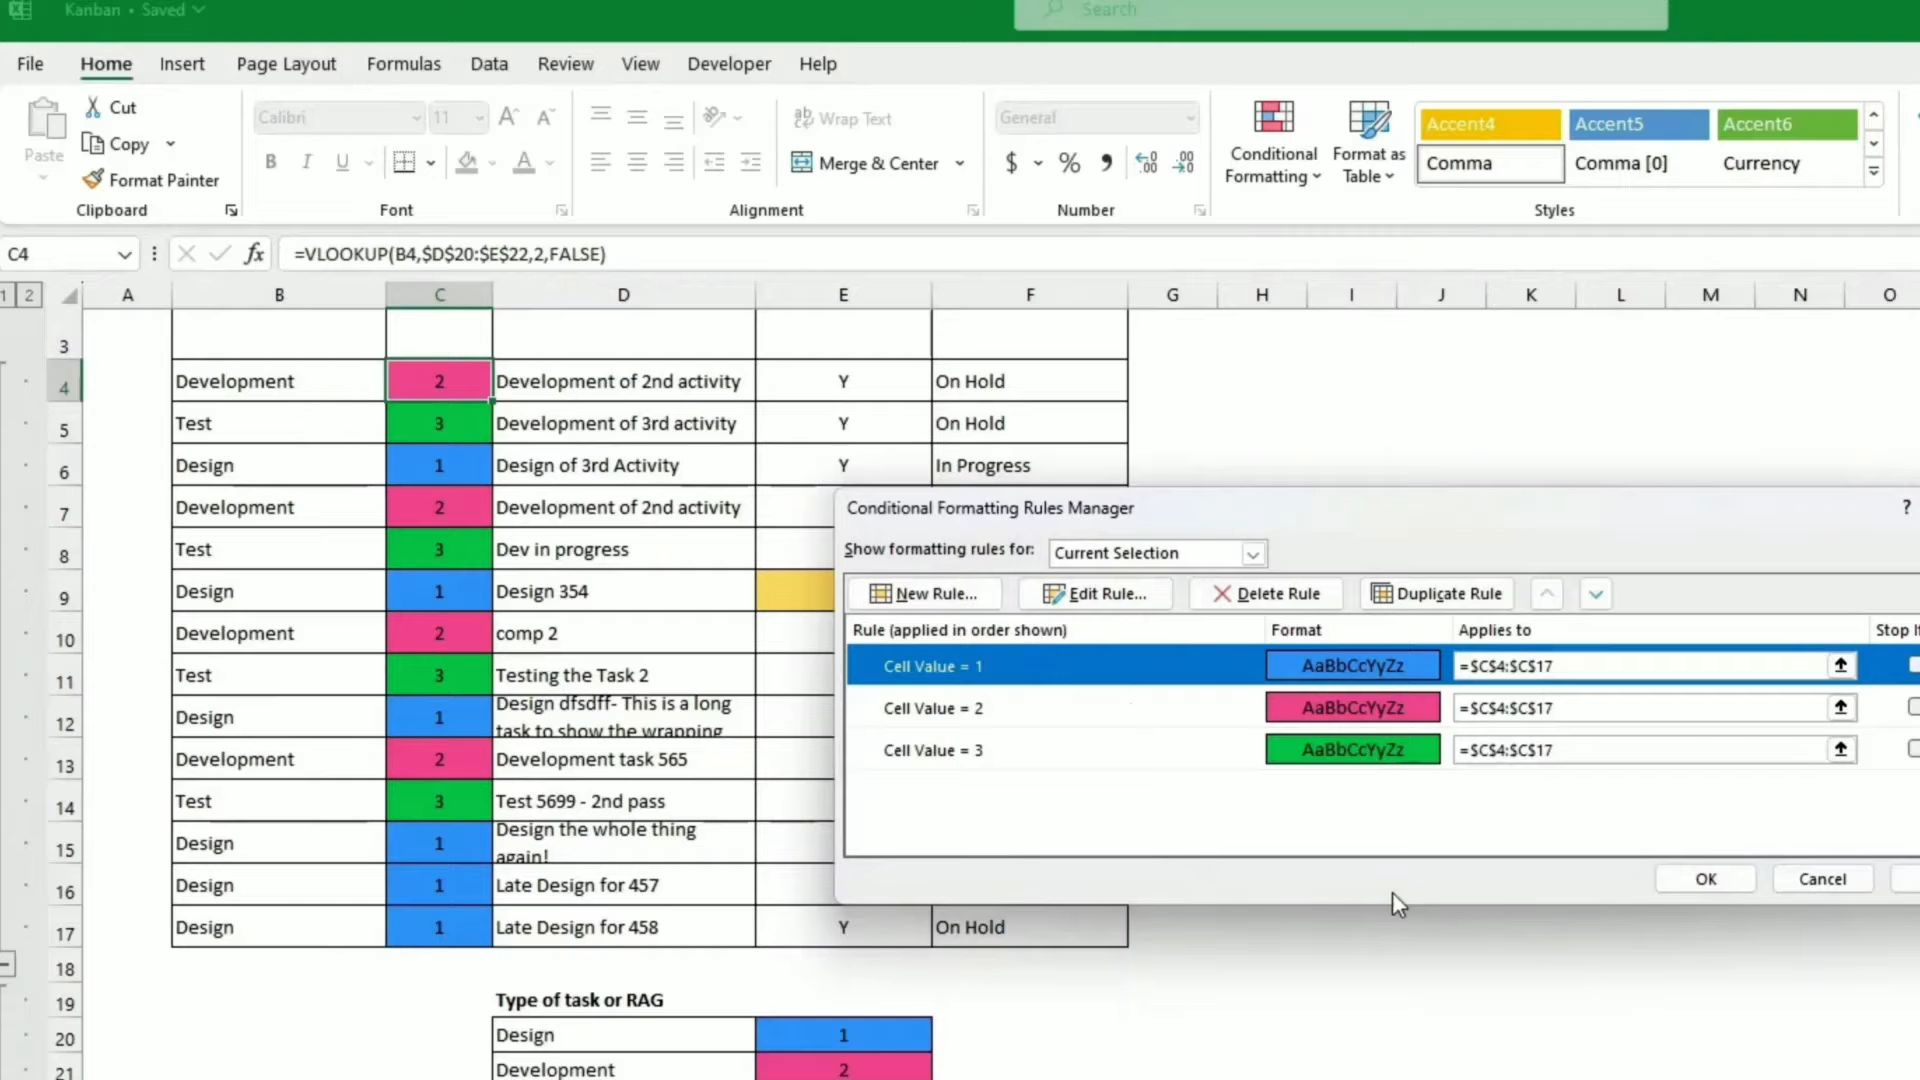 Kanban • Saved
Search
File Home Insert Page Layout Formulas Data Developer Review View Help
Paste
Cut
Copy
Format Painter
Clipboard
Calibri 11
B I U A
Font
Wrap Text
Merge & Center
Alignment
General
$ % ,
Number
Conditional Formatting
Format as Table
Accent4 Accent5 Accent6
Comma Comma [0] Currency
Styles
C4 fx =VLOOKUP(B4,$D$20:$E$22,2,FALSE)
1 2 A B C D E F G H I J K L M N O
3
4 Development 2 Development of 2nd activity Y On Hold
5 Test 3 Development of 3rd activity Y On Hold
6 Design 1 Design of 3rd Activity Y In Progress
7 Development 2 Development of 2nd activity
8 Test 3 Dev in progress
9 Design 1 Design 354
10 Development 2 comp 2
11 Test 3 Testing the Task 2
12 Design 1 Design dfsdff- This is a long
task to show the wrapping
13 Development 2 Development task 565
14 Test 3 Test 5699 - 2nd pass
15 Design 1 Design the whole thing
again!
16 Design 1 Late Design for 457
17 Design 1 Late Design for 458 Y On Hold
18
19 Type of task or RAG
20 Design 1
21 Development 2
Conditional Formatting Rules Manager ?
Show formatting rules for: Current Selection
New Rule... Edit Rule... Delete Rule Duplicate Rule
Rule (applied in order shown) Format Applies to Stop
Cell Value = 1 AaBbCcYyZz =$C$4:$C$17
Cell Value = 2 AaBbCcYyZz =$C$4:$C$17
Cell Value = 3 AaBbCcYyZz =$C$4:$C$17
OK Cancel